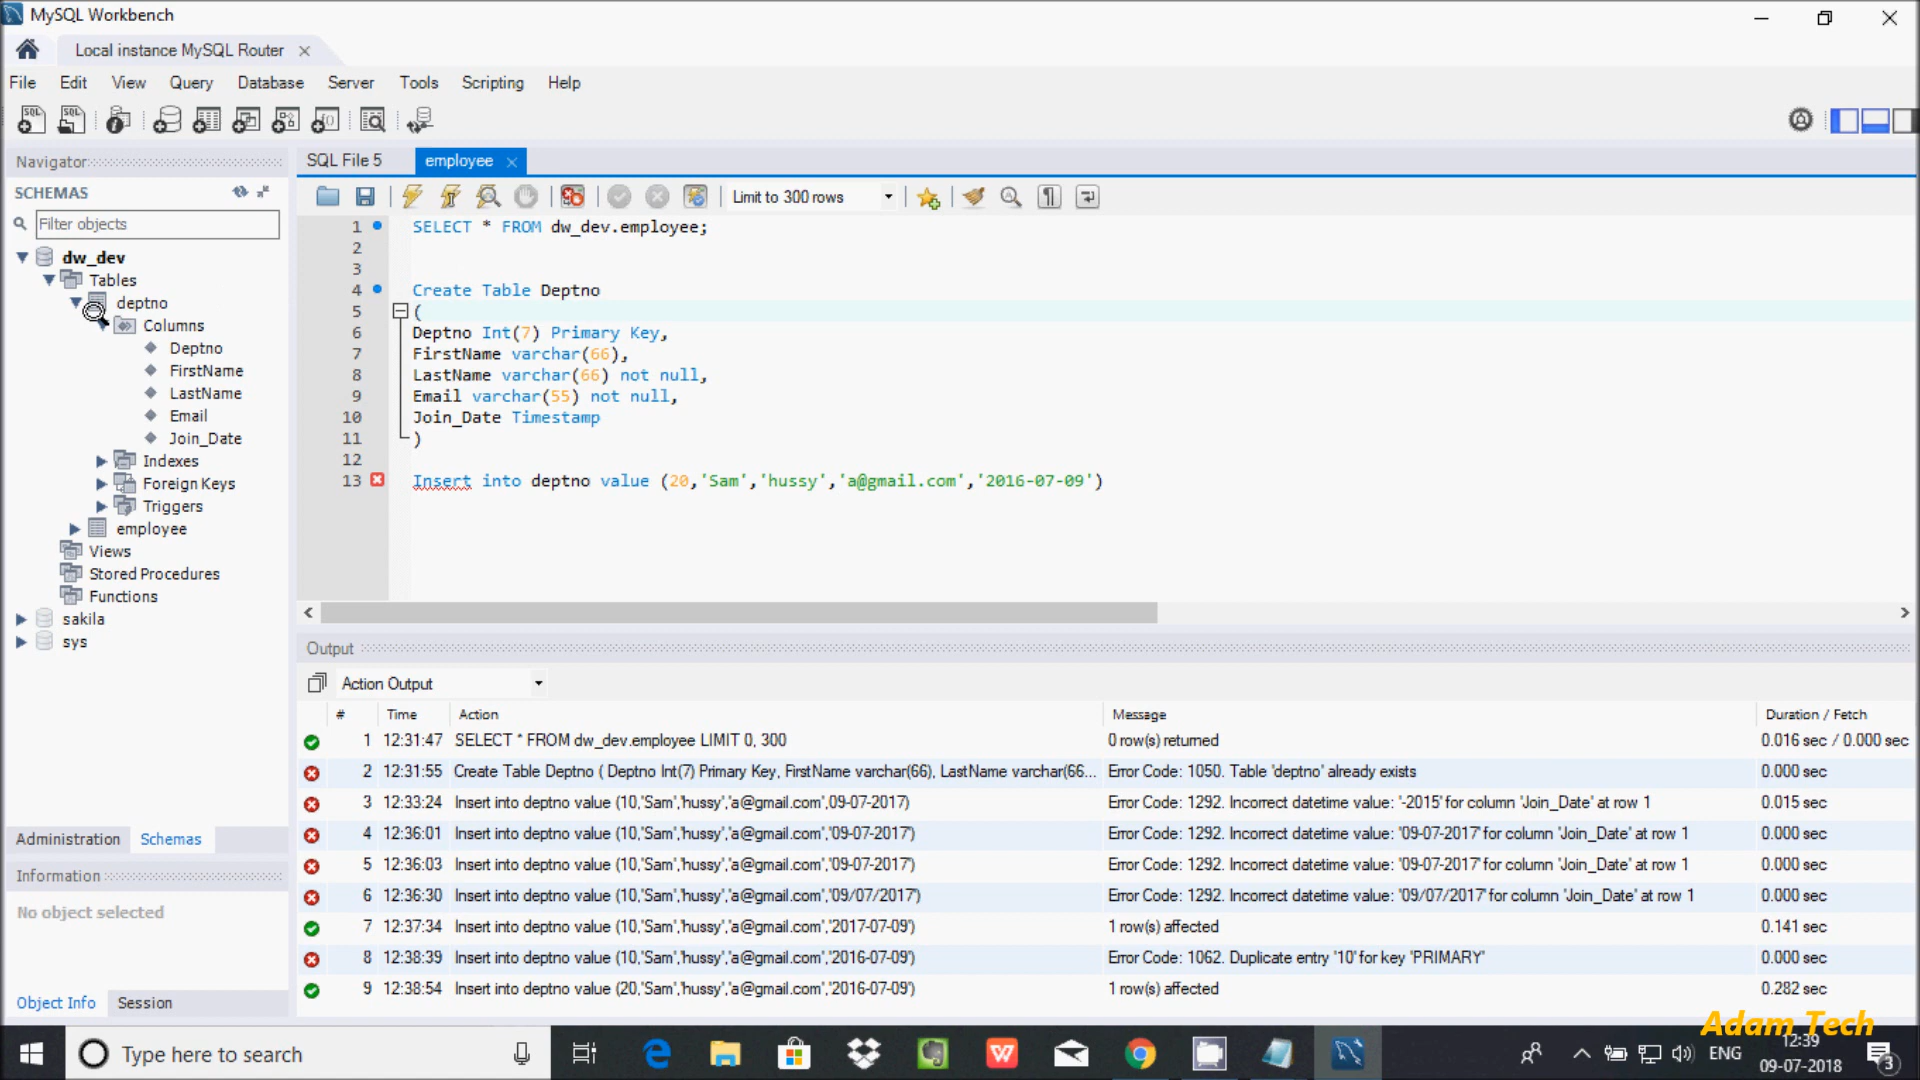 MySQL Workbench
Local instance MySQL Router
File Edit View Query Database Server Tools Scripting Help
Navigator
SCHEMAS
Filter objects
dw_dev
Tables
deptno
Columns
Deptno
FirstName
LastName
Email
Join_Date
Indexes
Foreign Keys
Triggers
employee
Views
Stored Procedures
Functions
sakila
sys
Administration Schemas
Information
No object selected
Object Info Session
SQL File 5 employee
Limit to 300 rows
1 SELECT * FROM dw_dev.employee;
2
3
4 Create Table Deptno
5 (
6 Deptno Int(7) Primary Key,
7 FirstName varchar(66),
8 LastName varchar(66) not null,
9 Email varchar(55) not null,
10 Join_Date Timestamp
11 )
12
13 Insert into deptno value (20,'Sam','hussy','a@gmail.com','2016-07-09')
Output
Action Output
# Time Action Message Duration / Fetch
1 12:31:47 SELECT * FROM dw_dev.employee LIMIT 0, 300 0 row(s) returned 0.016 sec / 0.000 sec
2 12:31:55 Create Table Deptno ( Deptno Int(7) Primary Key, FirstName varchar(66), LastName varchar(66... Error Code: 1050. Table 'deptno' already exists 0.000 sec
3 12:33:24 Insert into deptno value (10,'Sam','hussy','a@gmail.com',09-07-2017) Error Code: 1292. Incorrect datetime value: '-2015' for column 'Join_Date' at row 1 0.015 sec
4 12:36:01 Insert into deptno value (10,'Sam','hussy','a@gmail.com','09-07-2017') Error Code: 1292. Incorrect datetime value: '09-07-2017' for column 'Join_Date' at row 1 0.000 sec
5 12:36:03 Insert into deptno value (10,'Sam','hussy','a@gmail.com','09-07-2017') Error Code: 1292. Incorrect datetime value: '09-07-2017' for column 'Join_Date' at row 1 0.000 sec
6 12:36:30 Insert into deptno value (10,'Sam','hussy','a@gmail.com','09/07/2017') Error Code: 1292. Incorrect datetime value: '09/07/2017' for column 'Join_Date' at row 1 0.000 sec
7 12:37:34 Insert into deptno value (10,'Sam','hussy','a@gmail.com','2017-07-09') 1 row(s) affected 0.141 sec
8 12:38:39 Insert into deptno value (10,'Sam','hussy','a@gmail.com','2016-07-09') Error Code: 1062. Duplicate entry '10' for key 'PRIMARY' 0.000 sec
9 12:38:54 Insert into deptno value (20,'Sam','hussy','a@gmail.com','2016-07-09') 1 row(s) affected 0.282 sec
Adam Tech
Type here to search
ENG
12:39
09-07-2018
3